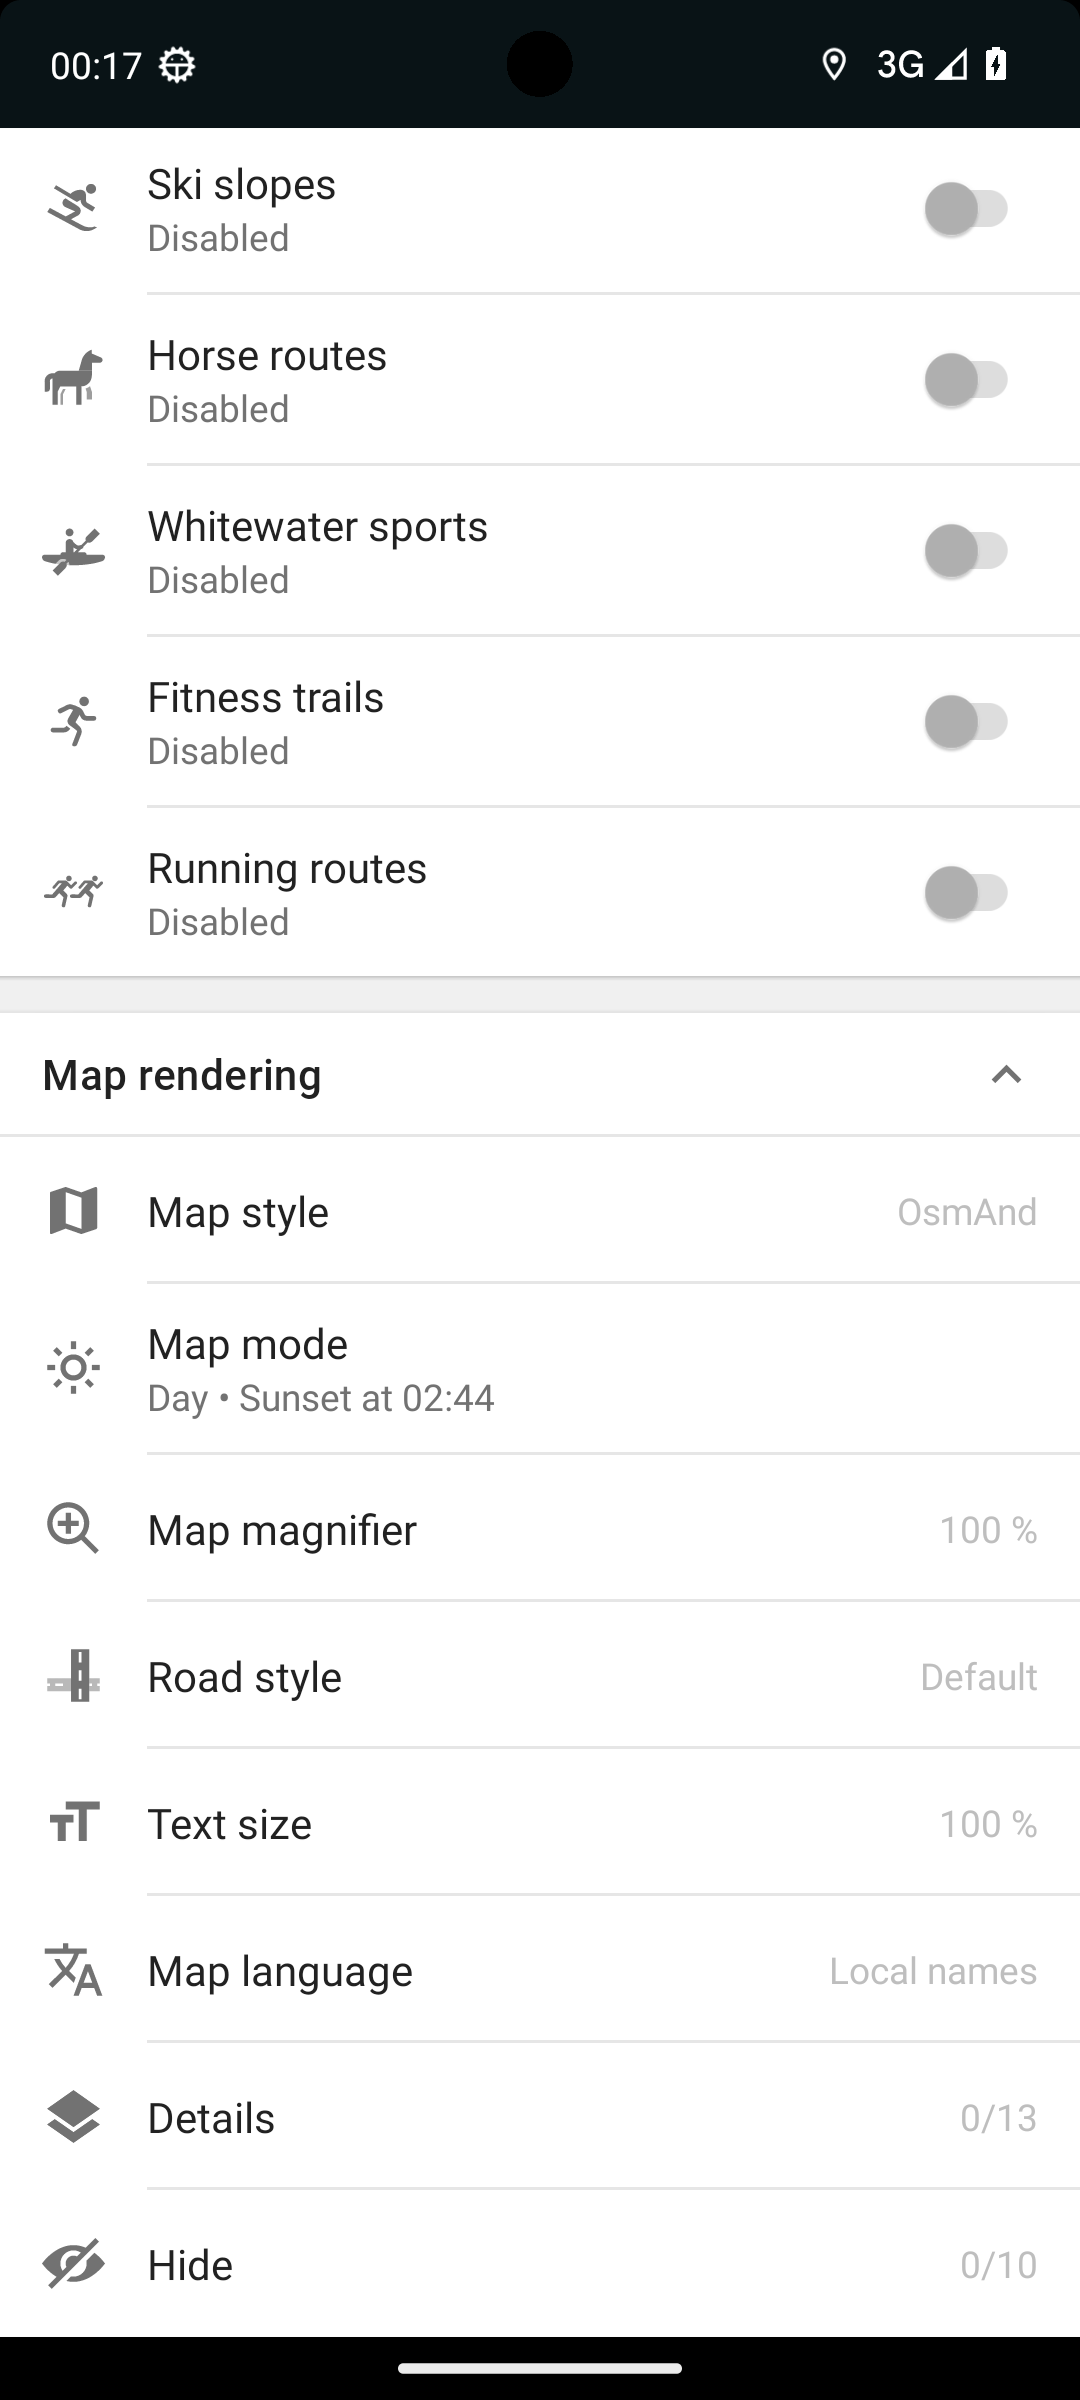 00:17 3G
Ski slopes
Disabled
Horse routes
Disabled
Whitewater sports
Disabled
Fitness trails
Disabled
Running routes
Disabled
Map rendering
Map style OsmAnd
Map mode
Day • Sunset at 02:44
Map magnifier 100 %
Road style Default
Text size 100 %
Map language Local names
Details 0/13
Hide 0/10